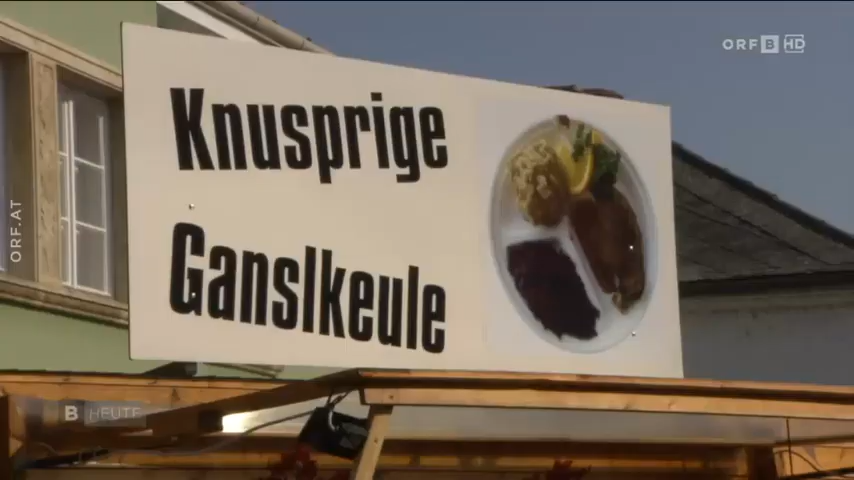 ORF B HD
Knusprige
Ganslkeule
ORF.AT
B HEUTE